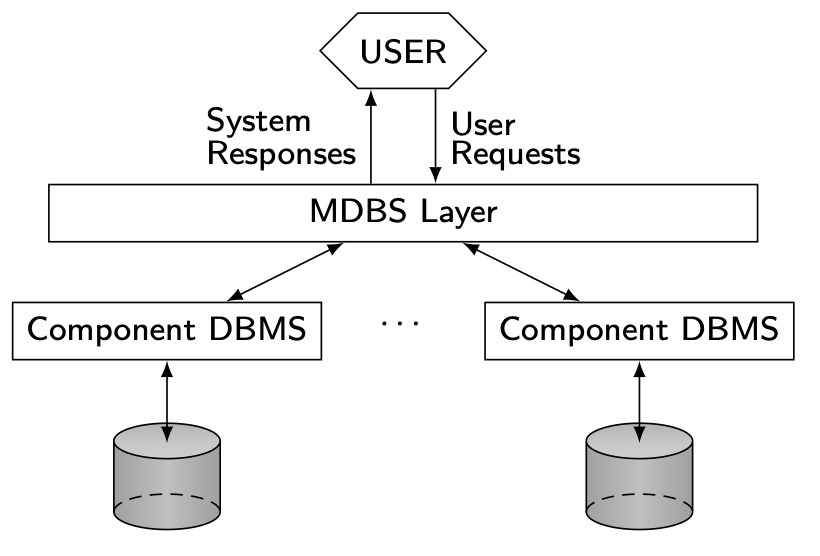 USER
System
Responses
User
Requests
MDBS Layer
Component DBMS
...
Component DBMS